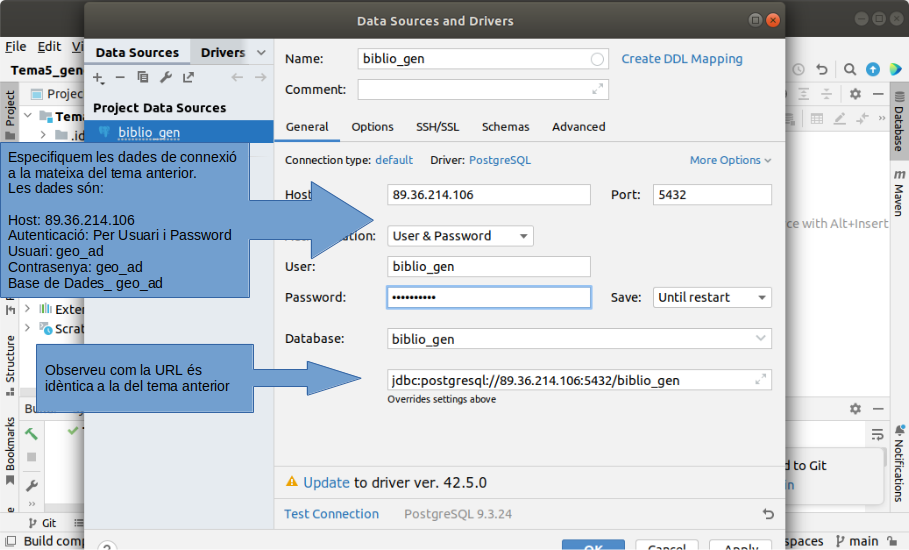 Data Sources and Drivers
File Edit Vi
Data Sources
Drivers
Name:
biblio_gen
Create DDL Mapping
Tema5_gen
Comment:
Project
Projec
Project Data Sources
biblio_gen
Tema
.id
General
Options
SSH/SSL
Schemas
Advanced
Database
Maven
Connection type: default
Driver: PostgreSQL
More Options
Especifiquem les dades de connexió
a la mateixa del tema anterior.
Les dades són:
Host: 89.36.214.106
Autenticació: Per Usuari i Password
Usuari: geo_ad
Contrasenya: geo_ad
Base de Dades_ geo_ad
Host
89.36.214.106
Port:
5432
ce with Alt+Insert
ation:
User & Password
User:
biblio_gen
Password:
••••••••••
Save:
Until restart
Exter
Scrat
Database:
biblio_gen
Structure
Observeu com la URL és
idèntica a la del tema anterior
jdbc:postgresql://89.36.214.106:5432/biblio_gen
Overrides settings above
Bu
Bookmarks
Notifications
d to Git
in
Update to driver ver. 42.5.0
Test Connection
PostgreSQL 9.3.24
Git
Build comp
?
OK
Cancel
Apply
spaces
main